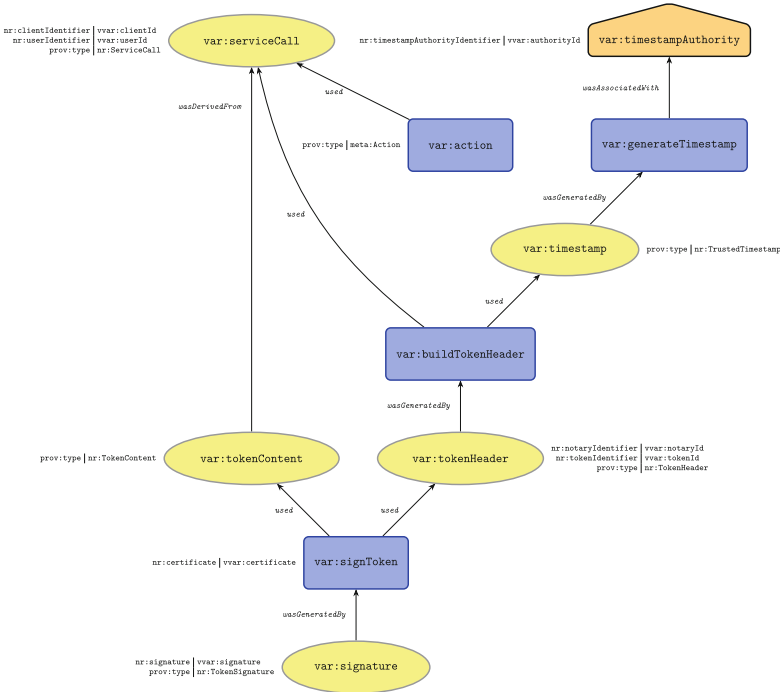 nr:clientIdentifier vvar:clientId
nr:userIdentifier vvar:userId
prov:type nr:ServiceCall
var:serviceCall
nr:timestampAuthorityIdentifier vvar:authorityId
var:timestampAuthority
used
wasAssociatedWith
wasDerivedFrom
prov:type meta:Action
var:action
var:generateTimestamp
wasGeneratedBy
used
var:timestamp
prov:type nr:TrustedTimestamp
used
var:buildTokenHeader
wasGeneratedBy
prov:type nr:TokenContent
var:tokenContent
var:tokenHeader
nr:notaryIdentifier vvar:notaryId
nr:tokenIdentifier vvar:tokenId
prov:type nr:TokenHeader
used
used
nr:certificate vvar:certificate
var:signToken
wasGeneratedBy
nr:signature vvar:signature
prov:type nr:TokenSignature
var:signature